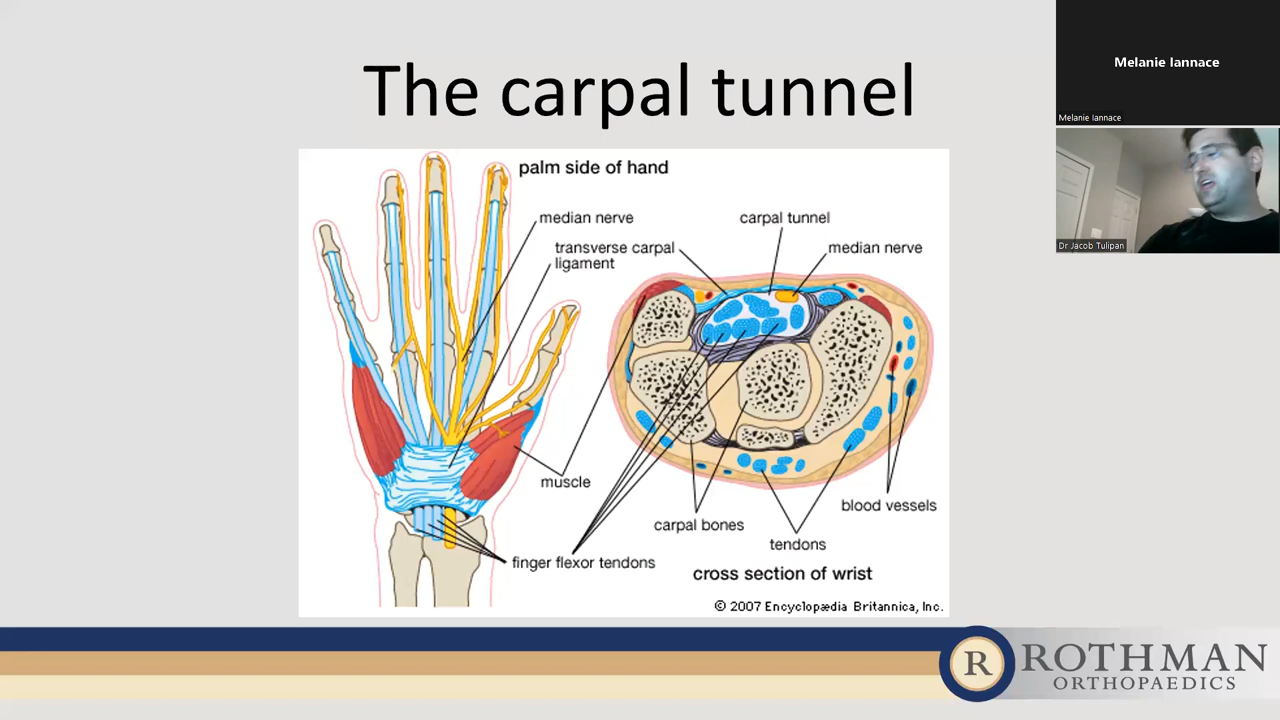 The carpal tunnel
palm side of hand
median nerve
transverse carpal
ligament
carpal tunnel
median nerve
muscle
finger flexor tendons
carpal bones
tendons
blood vessels
cross section of wrist
© 2007 Encyclopædia Britannica, Inc.
Melanie Iannace
Melanie Iannace
Dr Jacob Tulipan
R
ROTHMAN
ORTHOPAEDICS